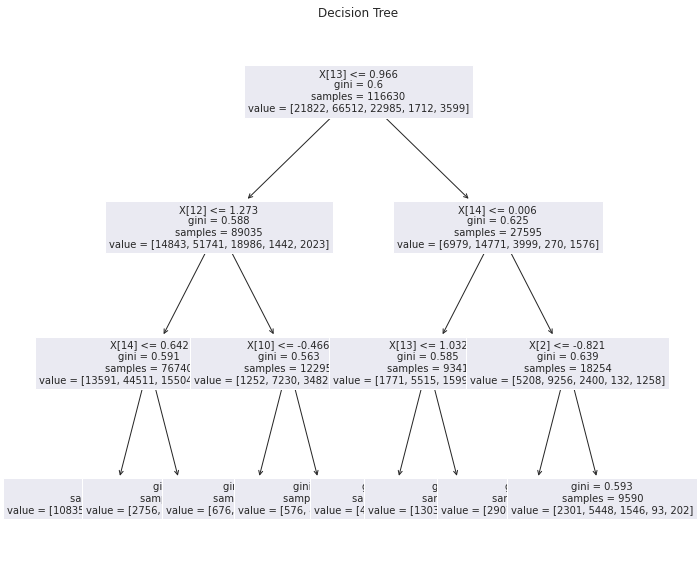 Decision Tree
X[13] <= 0.966
gini = 0.6
samples = 116630
value = [21822, 66512, 22985, 1712, 3599]
X[12] <= 1.273
gini = 0.588
samples = 89035
value = [14843, 51741, 18986, 1442, 2023]
X[14] <= 0.006
gini = 0.625
samples = 27595
value = [6979, 14771, 3999, 270, 1576]
X[14] <= 0.642
gini = 0.591
samples = 76740
value = [13591, 44511, 15504
X[10] <= -0.466
gini = 0.563
samples = 12295
value = [1252, 7230, 3482
X[13] <= 1.032
gini = 0.585
samples = 9341
value = [1771, 5515, 1599
X[2] <= -0.821
gini = 0.639
samples = 18254
value = [5208, 9256, 2400, 132, 1258]
sa
value = [10835
gi
sam
value = [2756,
gi
sam
value = [676,
gini
samp
value = [576,
sa
value = [4
g
sar
value = [1303
sam
value = [290
gini = 0.593
samples = 9590
value = [2301, 5448, 1546, 93, 202]